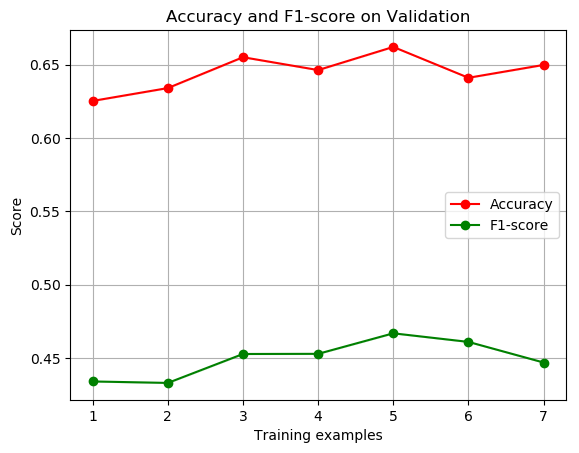 Accuracy and F1-score on Validation
Score
0.65
0.60
0.55
0.50
0.45
Accuracy
F1-score
1 2 3 4 5 6 7
Training examples